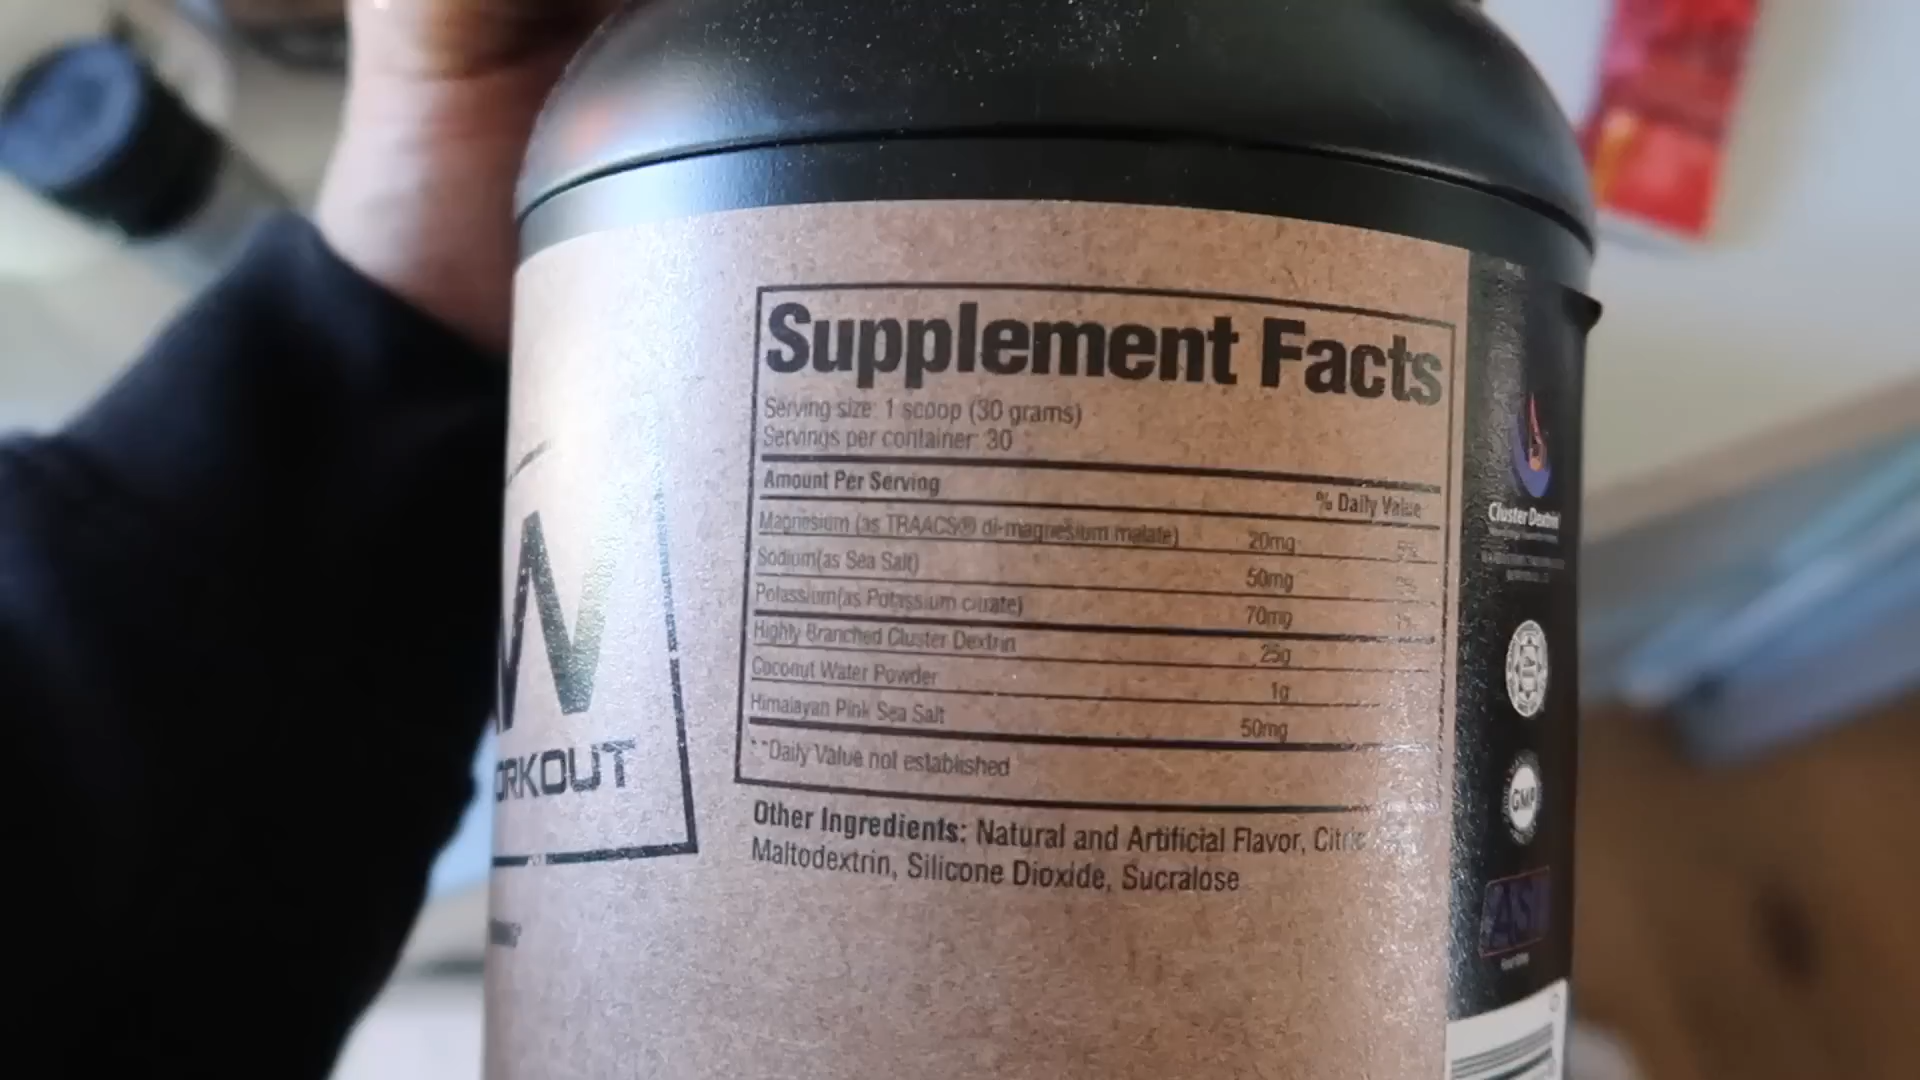 Supplement Facts
Serving size: 1 scoop (30 grams)
Servings per container: 30
Amount Per Serving
% Daily Value
Magnesium (as TRAACS® di-magnesium malate) 20mg 5%
Sodium(as Sea Salt) 50mg
Potassium(as Potassium citrate) 70mg
Highly Branched Cluster Dextrin 25g
Coconut Water Powder 1g
Himalayan Pink Sea Salt 50mg
**Daily Value not established
Other Ingredients: Natural and Artificial Flavor, Citric
Maltodextrin, Silicone Dioxide, Sucralose
W
ORKOUT
Cluster Dextrin
GMP